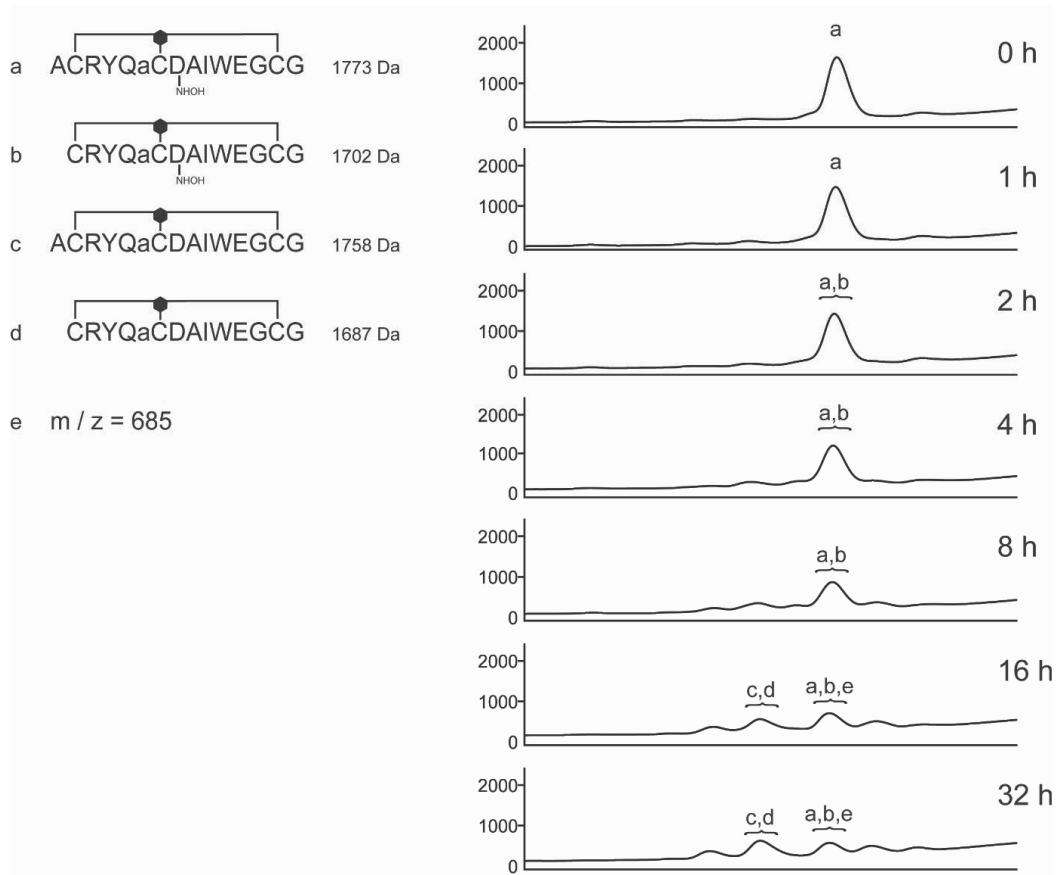 a ACRYQaCDAIWEGCG 1773 Da
NHOH
b CRYQaCDAIWEGCG 1702 Da
NHOH
c ACRYQaCDAIWEGCG 1758 Da
d CRYQaCDAIWEGCG 1687 Da
e m / z = 685
a
2000
1000
0
0 h
a
2000
1000
0
1 h
a,b
2000
1000
0
2 h
a,b
2000
1000
0
4 h
a,b
2000
1000
0
8 h
c,d a,b,e
2000
1000
0
16 h
c,d a,b,e
2000
1000
0
32 h